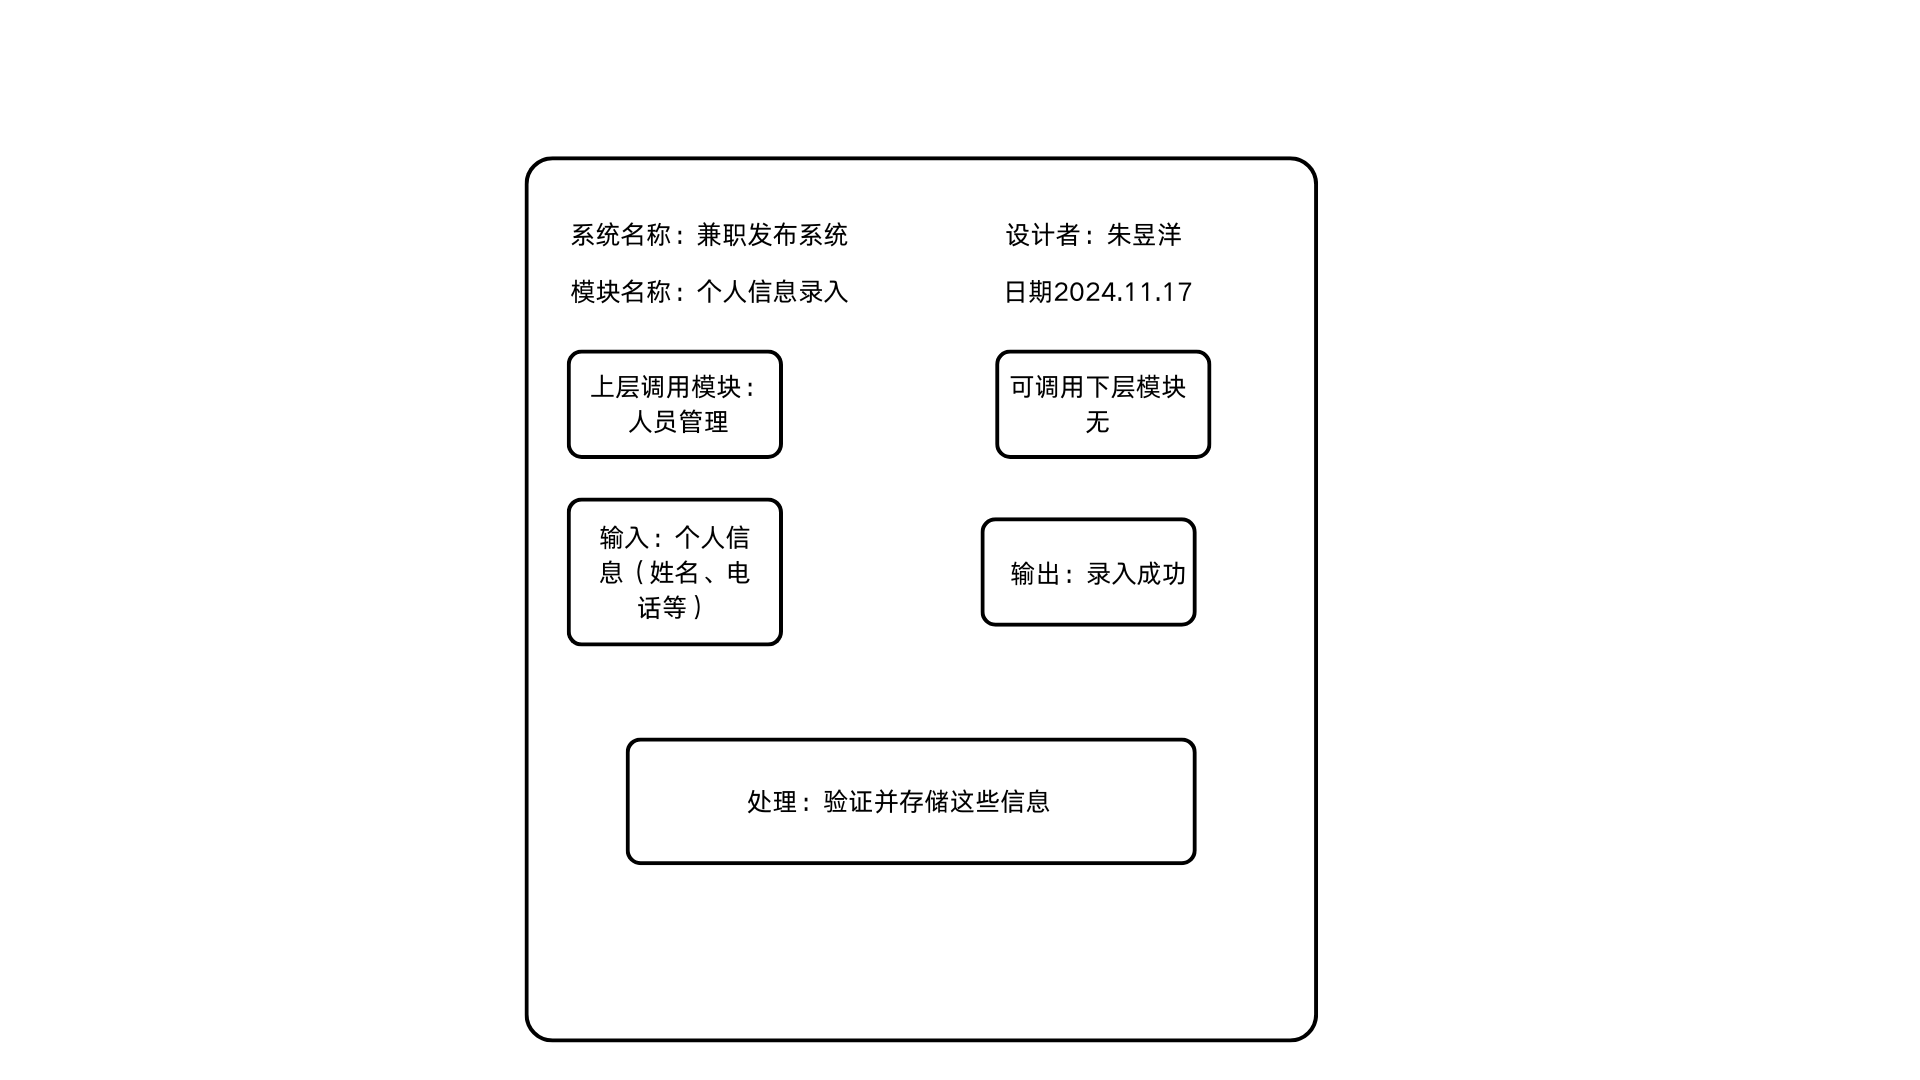 系统名称：兼职发布系统
设计者：朱昱洋
模块名称：个人信息录入
日期2024.11.17
上层调用模块：
人员管理
可调用下层模块
无
输入：个人信
息（姓名、电
话等）
输出：录入成功
处理：验证并存储这些信息